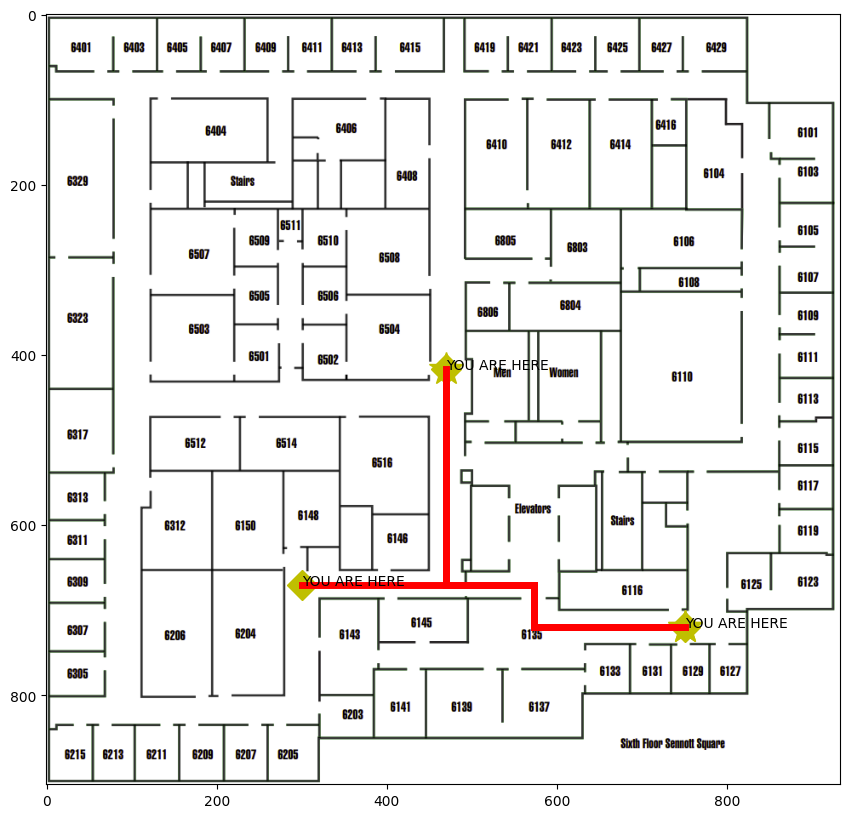 0
6401 6403 6405 6407 6409 6411 6413 6415 6419 6421 6423 6425 6427 6429
6416
6404 6406 6101
6410 6412 6414
200
6329 Stairs 6408 6104 6103
6511
6507 6509 6510 6508 6805 6803 6106 6105
6505 6506 6108 6107
6323 6503 6504 6806 6804 6109
400
6501 6502 YOU ARE HERE
Men Women 6110 6111
6113
6317 6512 6514 6516 6115
6313 6117
600
6312 6150 6148 6146 Elevators Stairs 6119
6311
6309 YOU ARE HERE 6116 6125 6123
6307 6206 6204 6143 6145 6135 YOU ARE HERE
6305 6133 6131 6129 6127
800
6203 6141 6139 6137
6215 6213 6211 6209 6207 6205 Sixth Floor Sennott Square
0 200 400 600 800